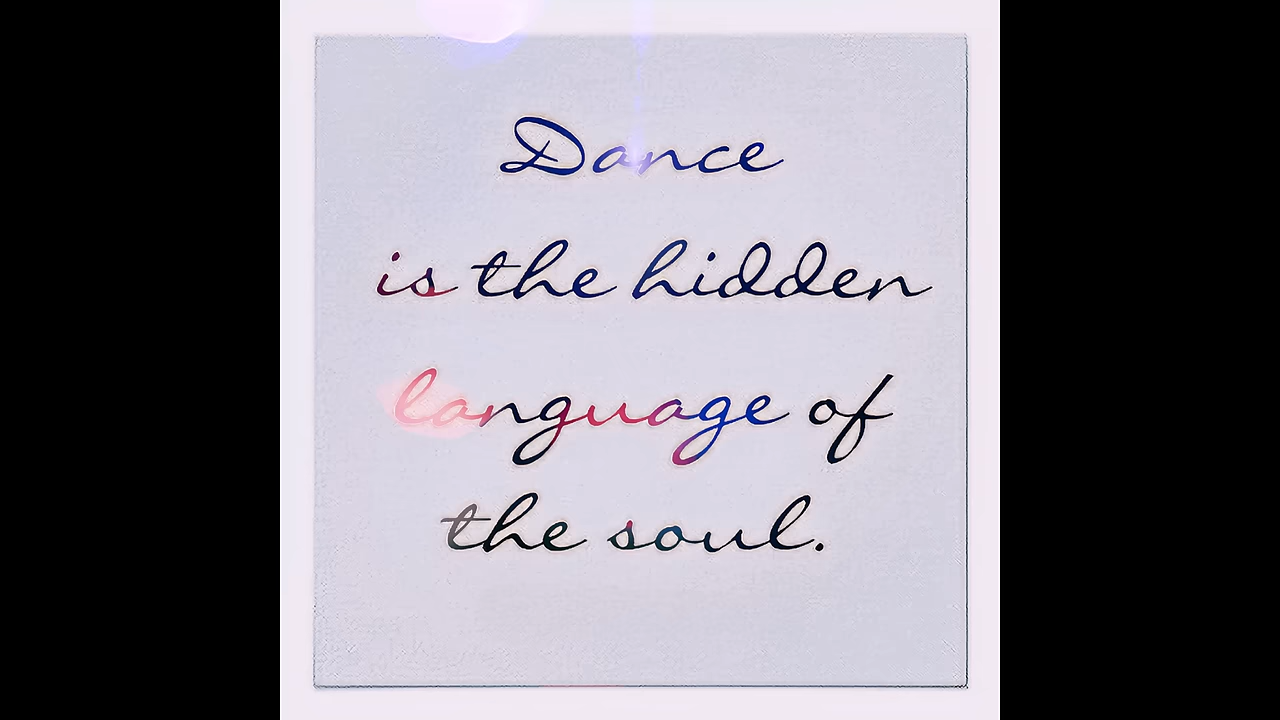 Dance
is the hidden
language of
the soul.